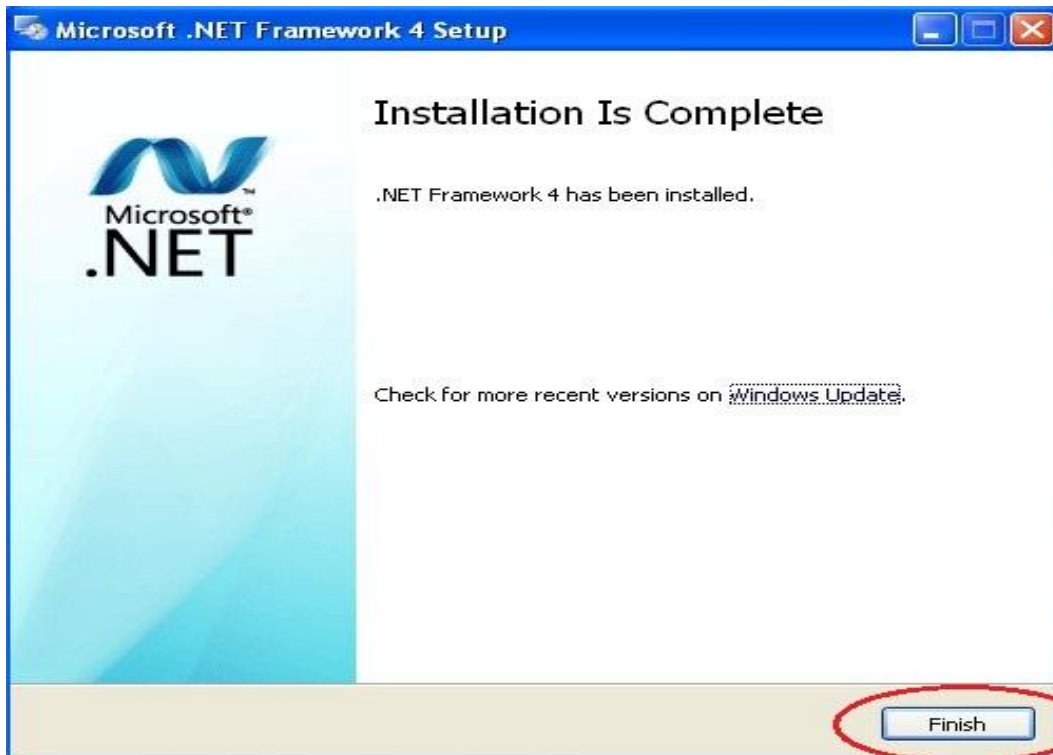 Microsoft .NET Framework 4 Setup
Installation Is Complete
Microsoft®
.NET™
.NET Framework 4 has been installed.
Check for more recent versions on Windows Update.
Finish